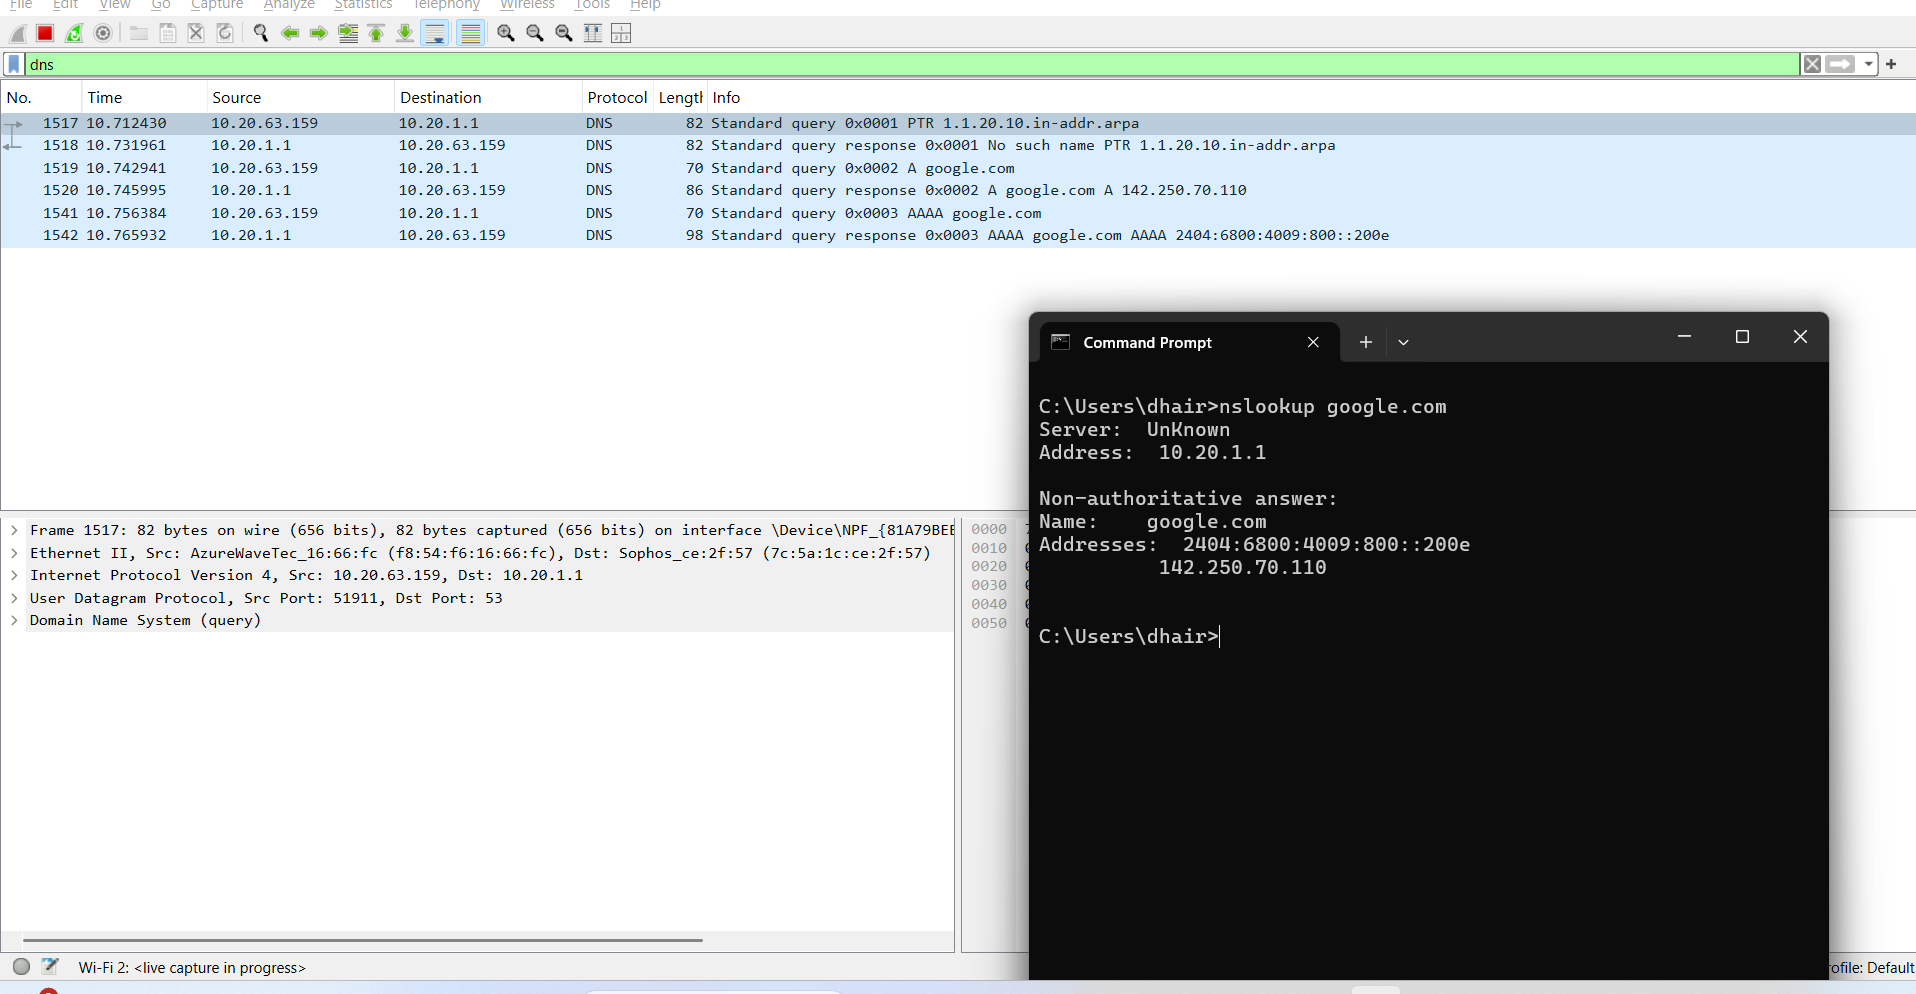 File Edit View Go Capture Analyze Statistics Telephony Wireless Tools Help
dns
No. Time Source Destination Protocol Length Info
1517 10.712430 10.20.63.159 10.20.1.1 DNS 82 Standard query 0x0001 PTR 1.1.20.10.in-addr.arpa
1518 10.731961 10.20.1.1 10.20.63.159 DNS 82 Standard query response 0x0001 No such name PTR 1.1.20.10.in-addr.arpa
1519 10.742941 10.20.63.159 10.20.1.1 DNS 70 Standard query 0x0002 A google.com
1520 10.745995 10.20.1.1 10.20.63.159 DNS 86 Standard query response 0x0002 A google.com A 142.250.70.110
1541 10.756384 10.20.63.159 10.20.1.1 DNS 70 Standard query 0x0003 AAAA google.com
1542 10.765932 10.20.1.1 10.20.63.159 DNS 98 Standard query response 0x0003 AAAA google.com AAAA 2404:6800:4009:800::200e
Frame 1517: 82 bytes on wire (656 bits), 82 bytes captured (656 bits) on interface \Device\NPF_{81A79BEE
Ethernet II, Src: AzureWaveTec_16:66:fc (f8:54:f6:16:66:fc), Dst: Sophos_ce:2f:57 (7c:5a:1c:ce:2f:57)
Internet Protocol Version 4, Src: 10.20.63.159, Dst: 10.20.1.1
User Datagram Protocol, Src Port: 51911, Dst Port: 53
Domain Name System (query)
0000
0010
0020
0030
0040
0050
Command Prompt
C:\Users\dhair>nslookup google.com
Server: UnKnown
Address: 10.20.1.1
Non-authoritative answer:
Name: google.com
Addresses: 2404:6800:4009:800::200e
142.250.70.110
C:\Users\dhair>
Wi-Fi 2: <live capture in progress>
rofile: Default